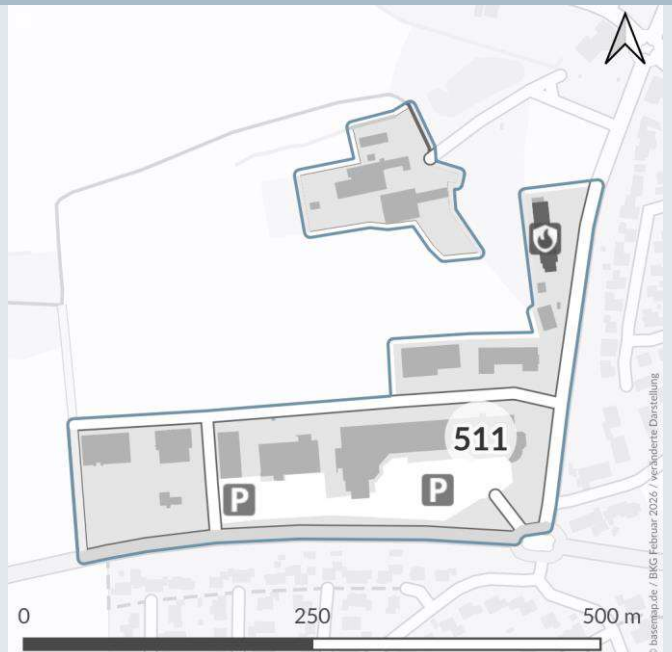 P
P
511
0 250 500 m
© basemap.de / BKG Februar 2026 / veränderte Darstellung